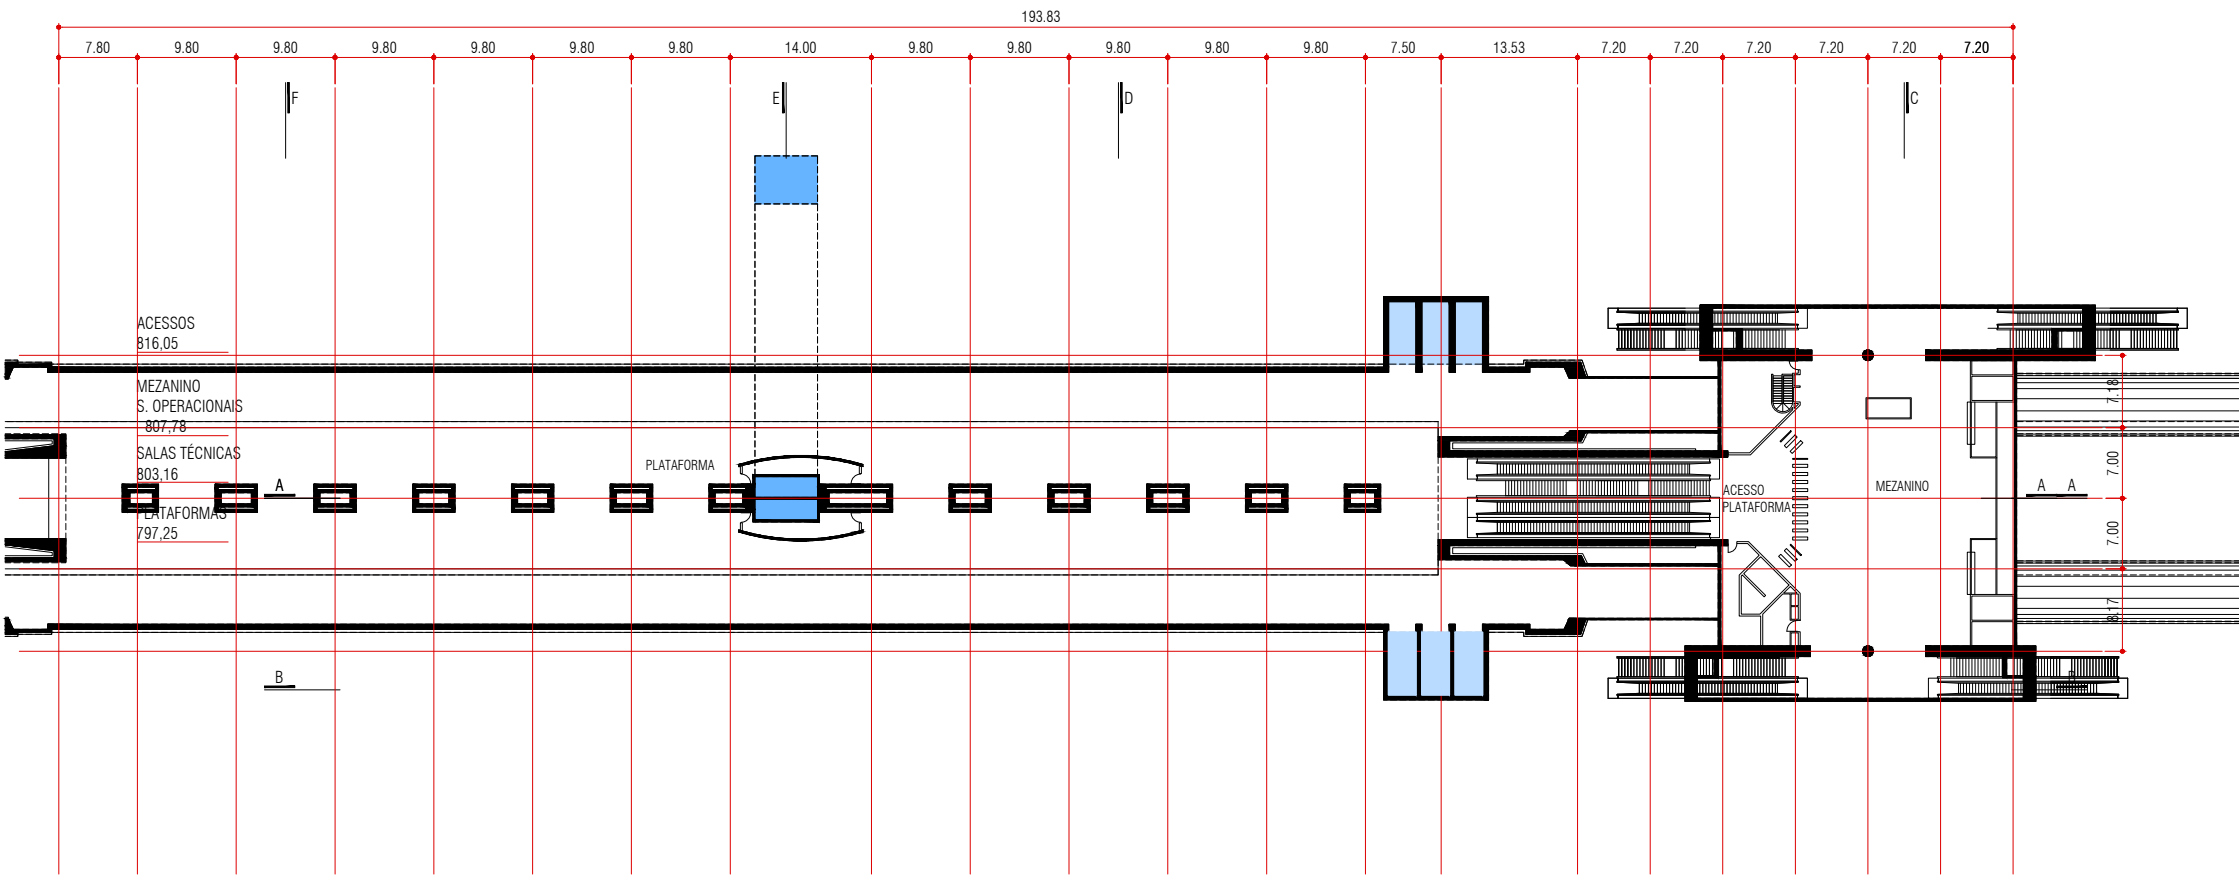 193.83
7.80 9.80 9.80 9.80 9.80 9.80 9.80 14.00 9.80 9.80 9.80 9.80 9.80 7.50 13.53 7.20 7.20 7.20 7.20 7.20 7.20
F E D C
ACESSOS
816,05
MEZANINO
S. OPERACIONAIS
807,78
SALAS TÉCNICAS
803,16
PLATAFORMAS
797,25
A
B
PLATAFORMA
ACESSO
PLATAFORMA
MEZANINO
A A
7.18
7.00
7.00
8.17